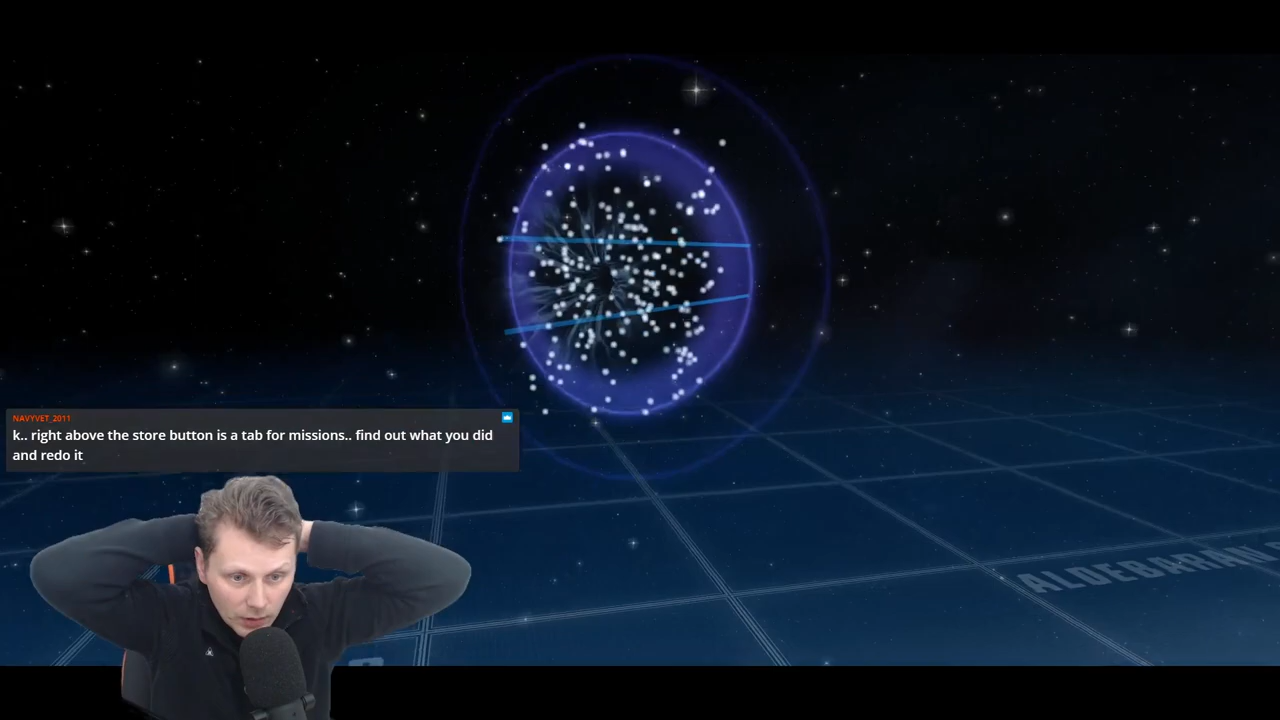 NAVYVET_2011
k.. right above the store button is a tab for missions.. find out what you did
and redo it
ALDEBARAN